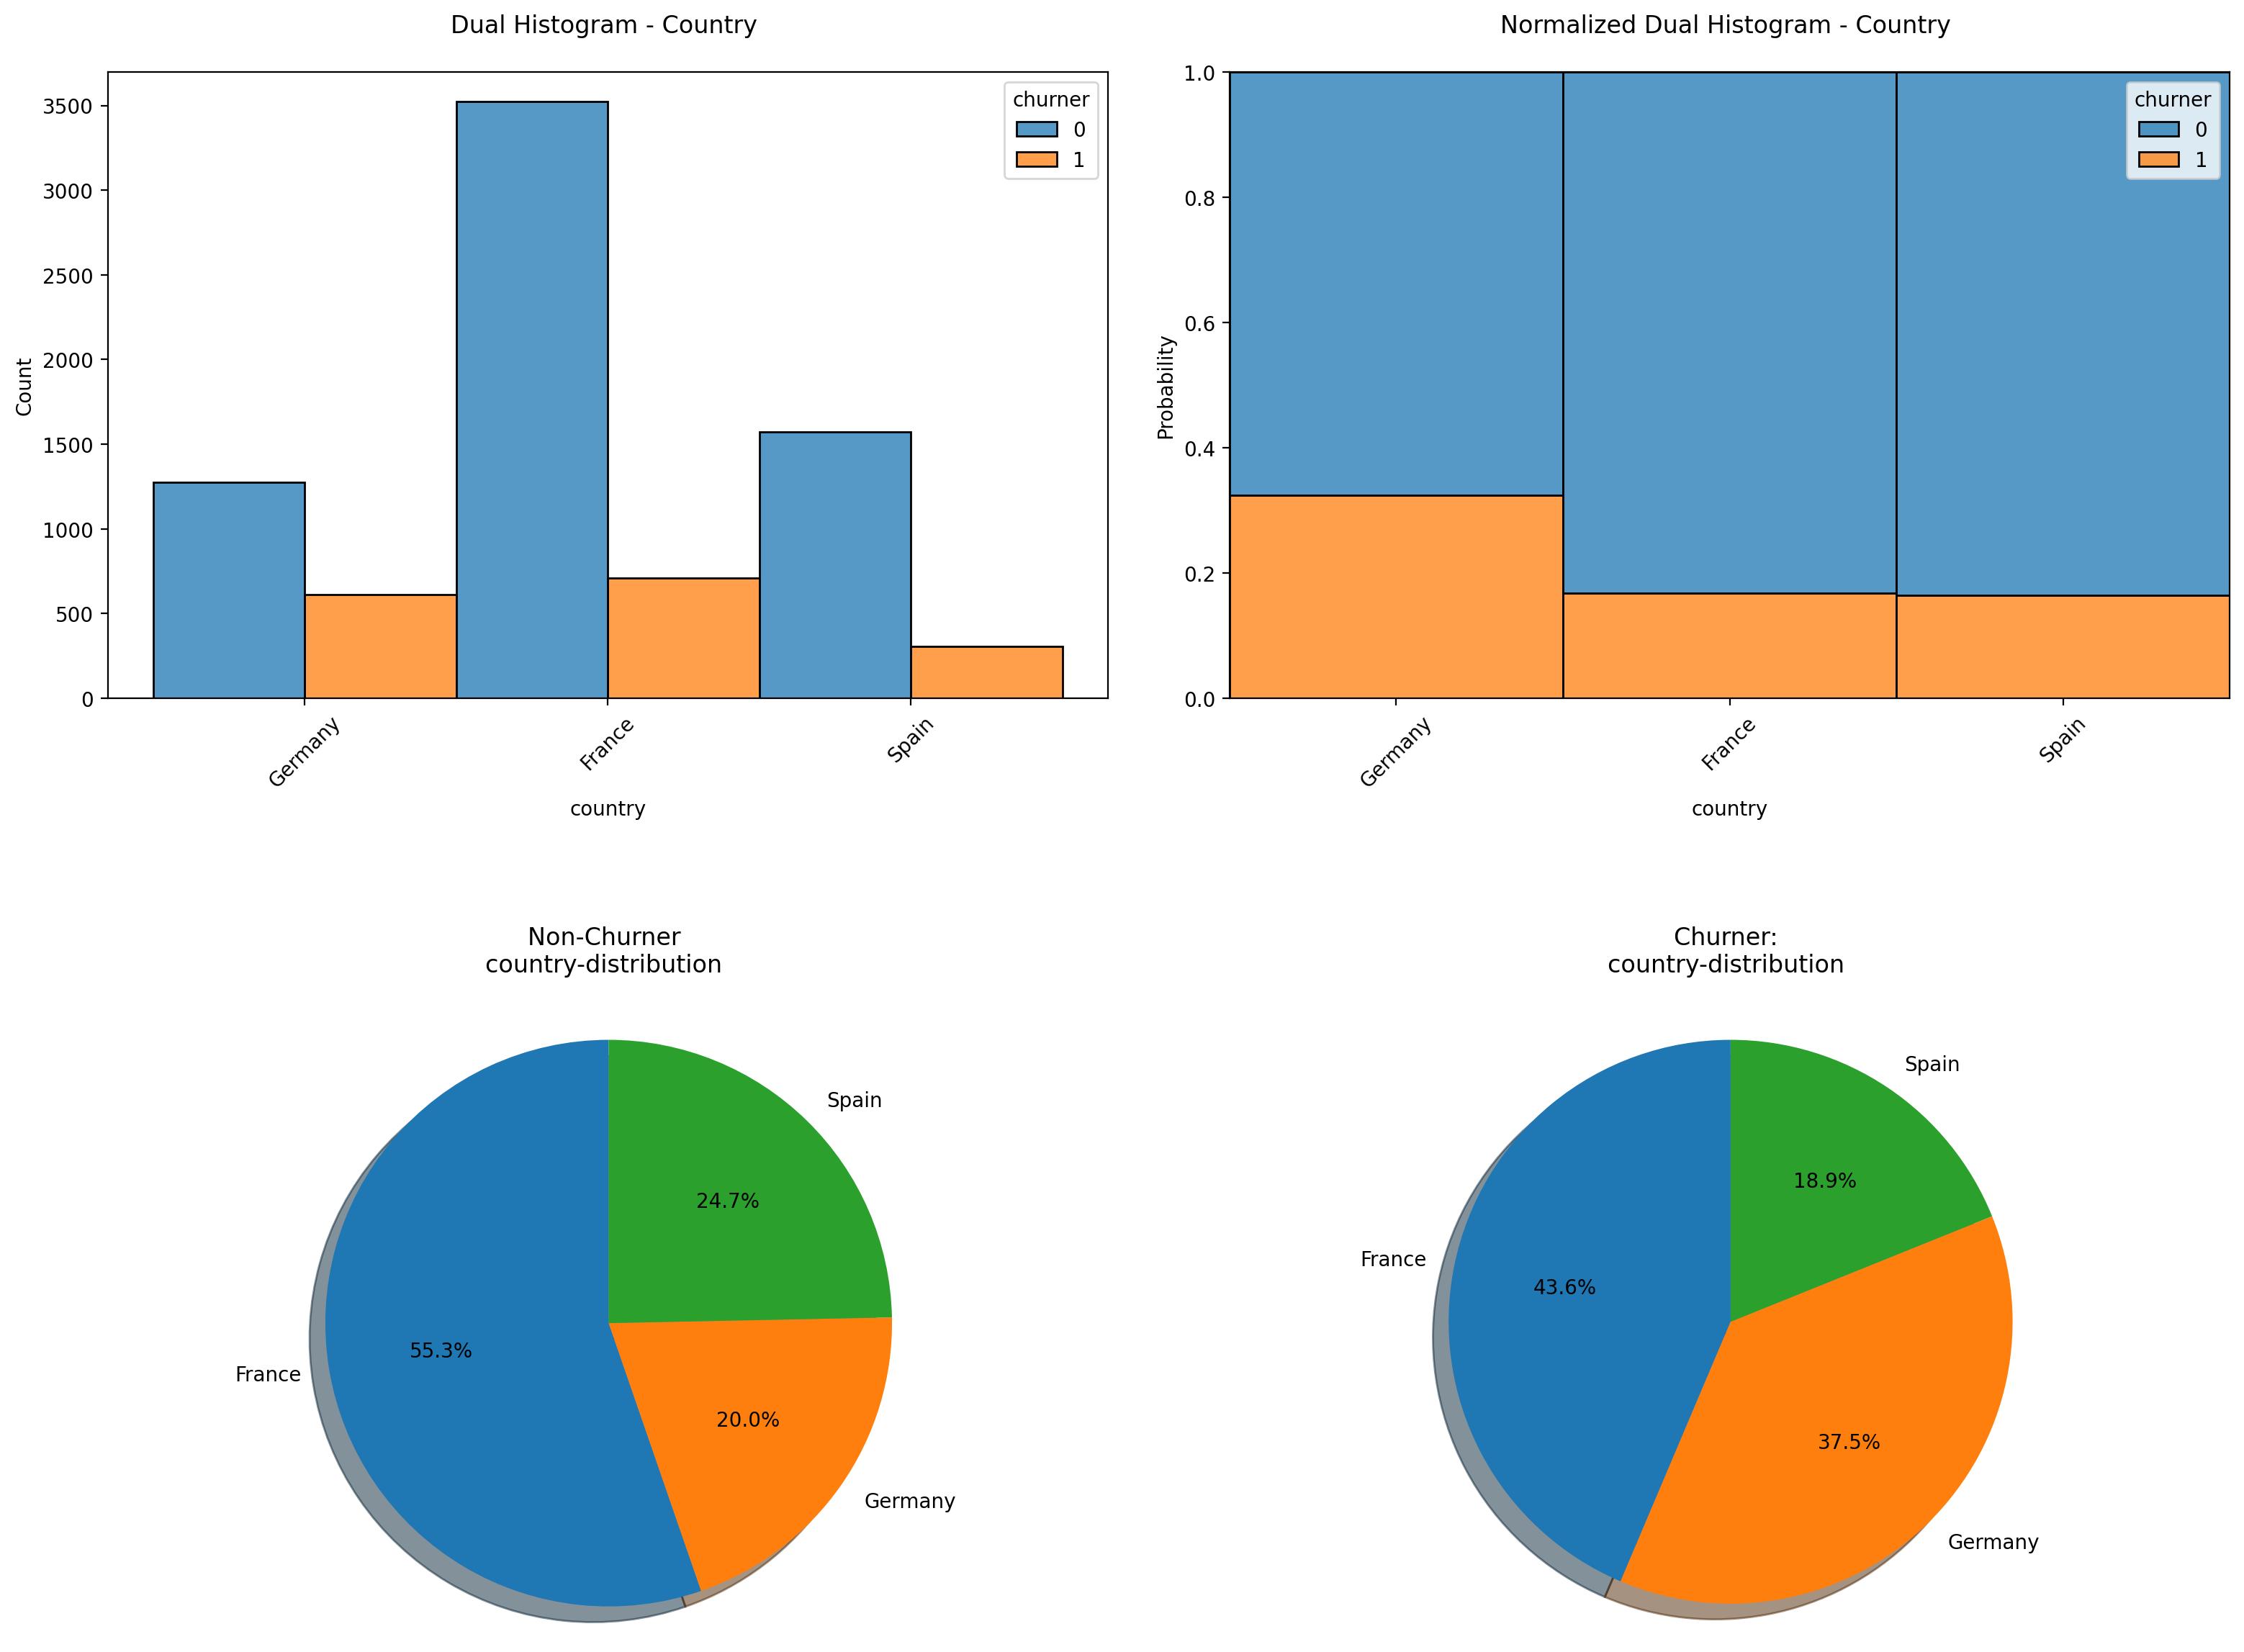 Dual Histogram - Country
3500
3000
2500
2000
1500
1000
500
0
Count
churner
0
1
Germany
France
Spain
country
Normalized Dual Histogram - Country
1.0
0.8
0.6
0.4
0.2
0.0
Probability
churner
0
1
Germany
France
Spain
country
Non-Churner
country-distribution
Spain
24.7%
55.3%
France
20.0%
Germany
Churner:
country-distribution
Spain
18.9%
France
43.6%
37.5%
Germany